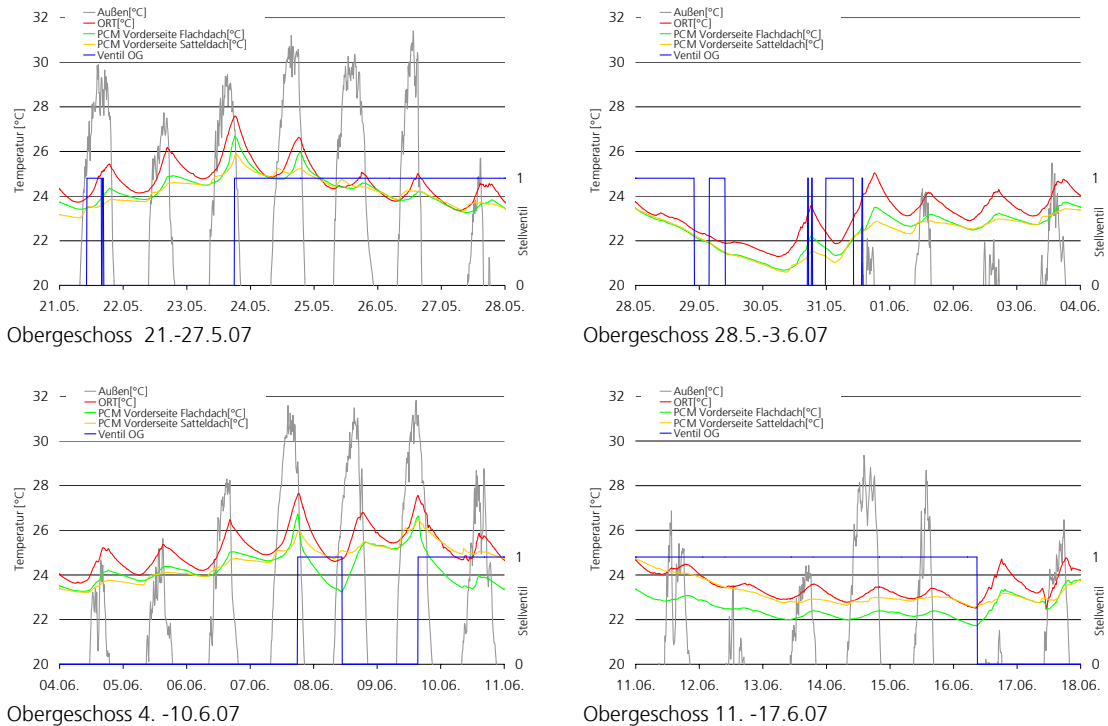 32
30
28
26
24
22
20
Temperatur [°C]
Außen[°C]
ORT[°C]
PCM Vorderseite Flachdach[°C]
PCM Vorderseite Satteldach[°C]
Ventil OG
1
0
Stellventil
21.05. 22.05. 23.05. 24.05. 25.05. 26.05. 27.05. 28.05.
Obergeschoss 21.-27.5.07
32
30
28
26
24
22
20
Temperatur [°C]
Außen[°C]
ORT[°C]
PCM Vorderseite Flachdach[°C]
PCM Vorderseite Satteldach[°C]
Ventil OG
1
0
Stellventil
28.05. 29.05. 30.05. 31.05. 01.06. 02.06. 03.06. 04.06.
Obergeschoss 28.5.-3.6.07
32
30
28
26
24
22
20
Temperatur [°C]
Außen[°C]
ORT[°C]
PCM Vorderseite Flachdach[°C]
PCM Vorderseite Satteldach[°C]
Ventil OG
1
0
Stellventil
04.06. 05.06. 06.06. 07.06. 08.06. 09.06. 10.06. 11.06.
Obergeschoss 4. -10.6.07
32
30
28
26
24
22
20
Temperatur [°C]
Außen[°C]
ORT[°C]
PCM Vorderseite Flachdach[°C]
PCM Vorderseite Satteldach[°C]
Ventil OG
1
0
Stellventil
11.06. 12.06. 13.06. 14.06. 15.06. 16.06. 17.06. 18.06.
Obergeschoss 11. -17.6.07